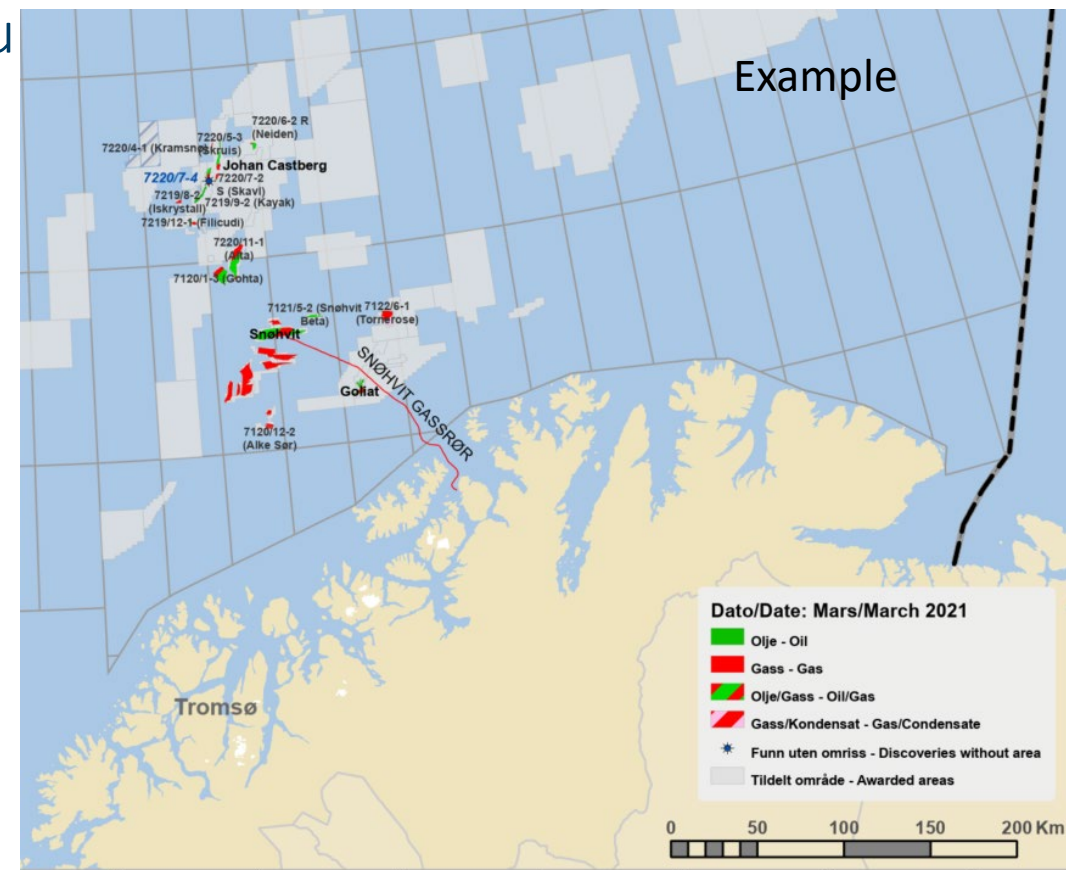 u
Example
7220/6-2 R
(Neiden)
7220/5-3
(Skruis)
7220/4-1 (Kramsnø)
Johan Castberg
7220/7-4
7220/7-2
S (Skavl)
7219/8-2
(Iskrystall)
7219/9-2 (Kayak)
7219/12-1 (Filicudi)
7220/11-1
(Alta)
7120/1-3 (Gohta)
7121/5-2 (Snøhvit
Beta)
7122/6-1
(Tornerose)
Snøhvit
SNØHVIT GASSRØR
Goliat
7120/12-2
(Alke Sør)
Tromsø
Dato/Date: Mars/March 2021
Olje - Oil
Gass - Gas
Olje/Gass - Oil/Gas
Gass/Kondensat - Gas/Condensate
Funn uten omriss - Discoveries without area
Tildelt område - Awarded areas
0 50 100 150 200 Km